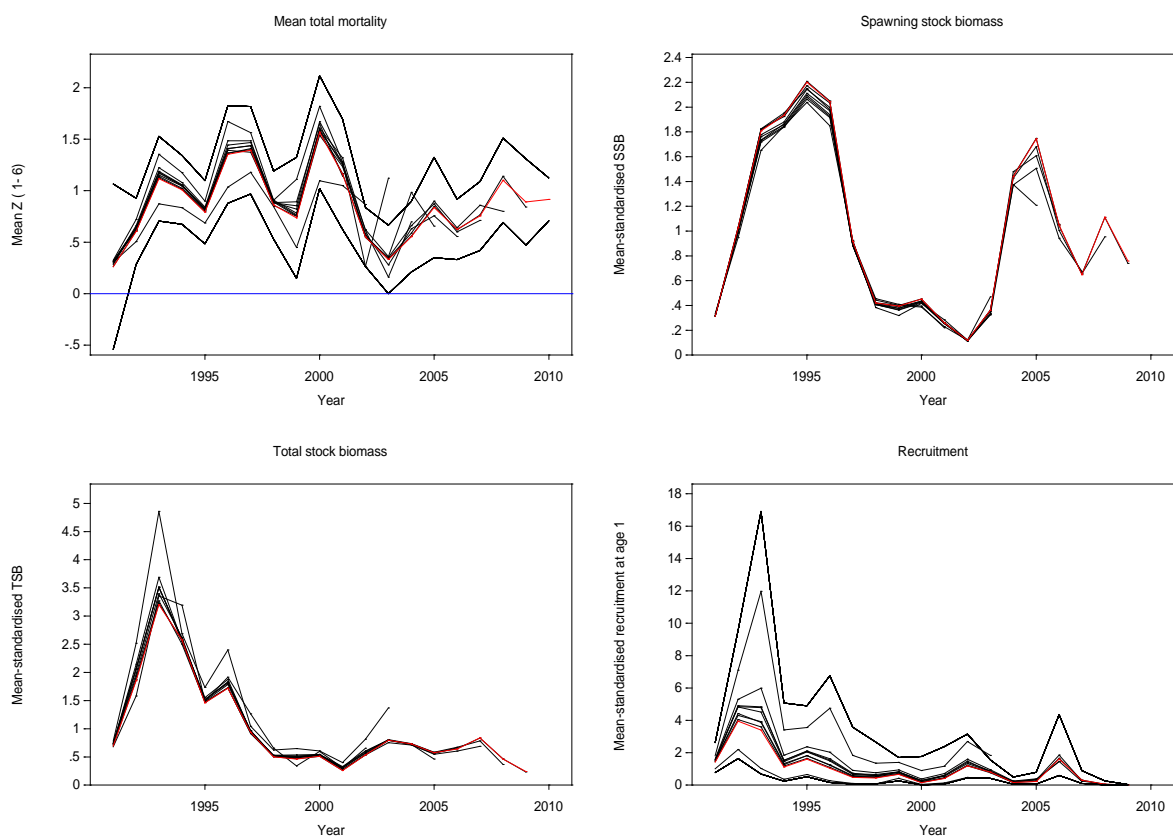 Mean total mortality
Mean Z ( 1- 6)
2
1.5
1
.5
0
-.5
1995 2000 2005 2010
Year
Spawning stock biomass
Mean-standardised SSB
2.4
2.2
2
1.8
1.6
1.4
1.2
1
.8
.6
.4
.2
0
1995 2000 2005 2010
Year
Total stock biomass
Mean-standardised TSB
5
4.5
4
3.5
3
2.5
2
1.5
1
.5
0
1995 2000 2005 2010
Year
Recruitment
Mean-standardised recruitment at age 1
18
16
14
12
10
8
6
4
2
0
1995 2000 2005 2010
Year